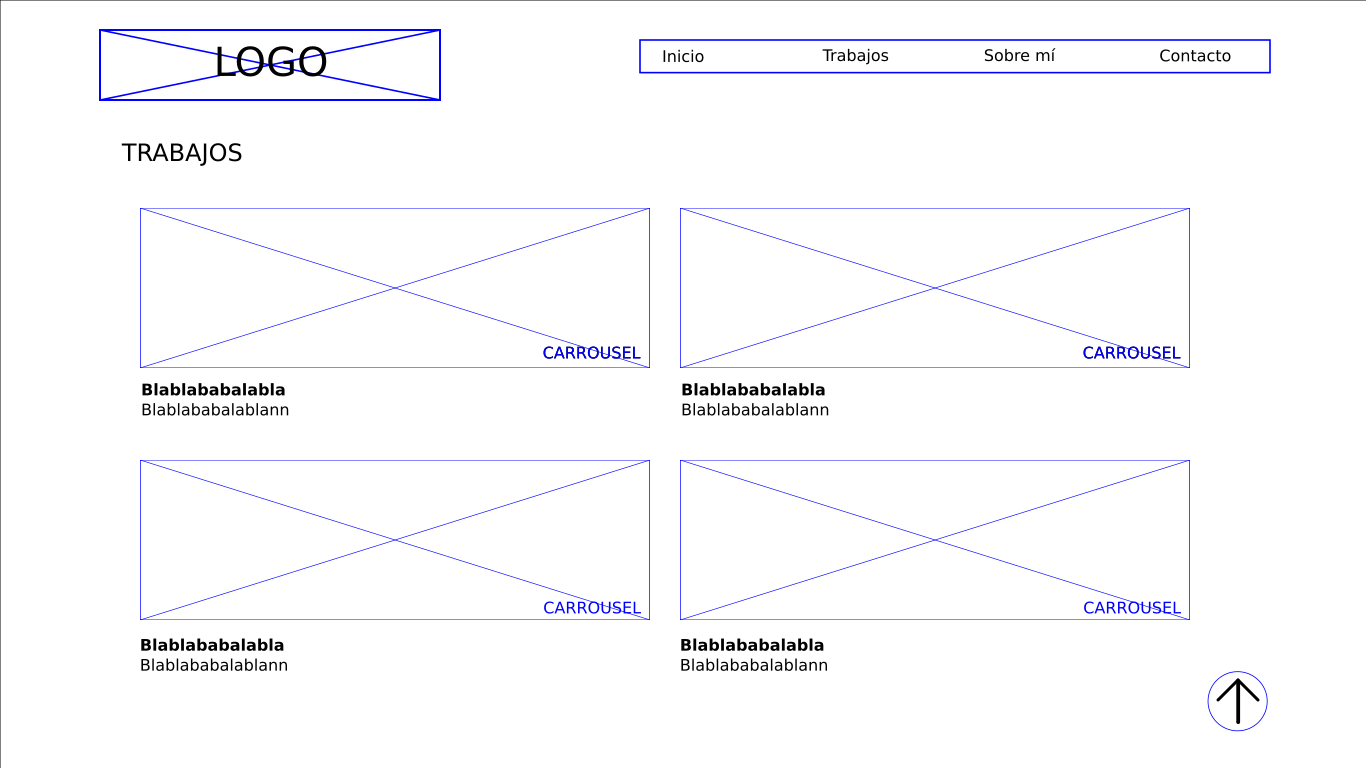 LOGO
Inicio Trabajos Sobre mí Contacto
TRABAJOS
CARROUSEL
CARROUSEL
Blablababalabla
Blablababalablann
Blablababalabla
Blablababalablann
CARROUSEL
CARROUSEL
Blablababalabla
Blablababalablann
Blablababalabla
Blablababalablann